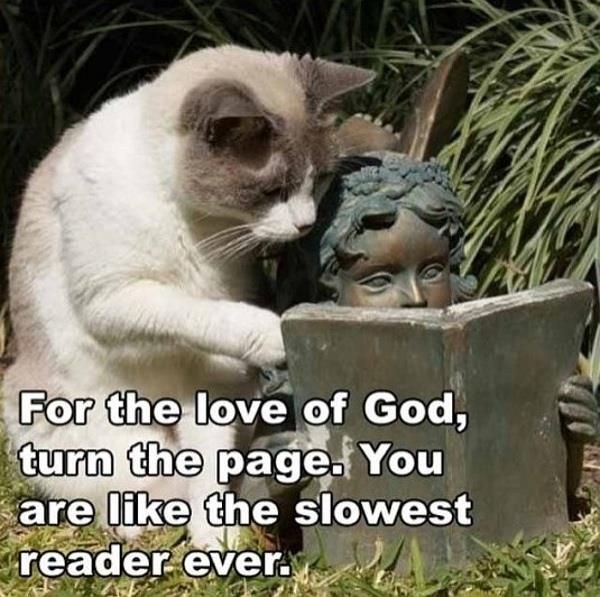 For the love of God,
turn the page. You
are like the slowest
reader ever.